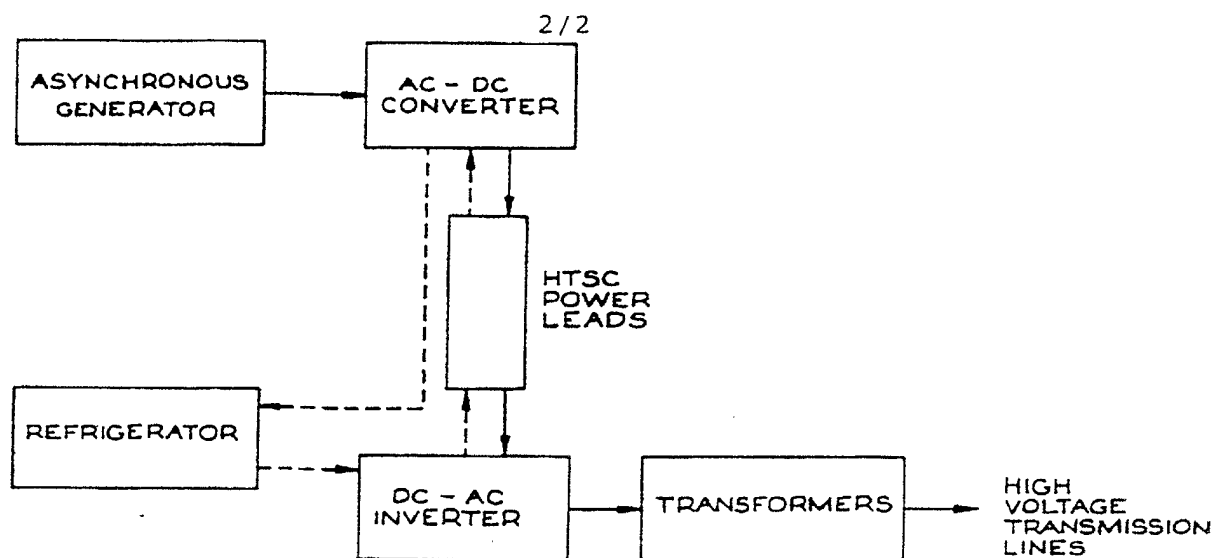 2/2
ASYNCHRONOUS
GENERATOR
AC - DC
CONVERTER
HTSC
POWER
LEADS
REFRIGERATOR
DC - AC
INVERTER
TRANSFORMERS
HIGH
VOLTAGE
TRANSMISSION
LINES